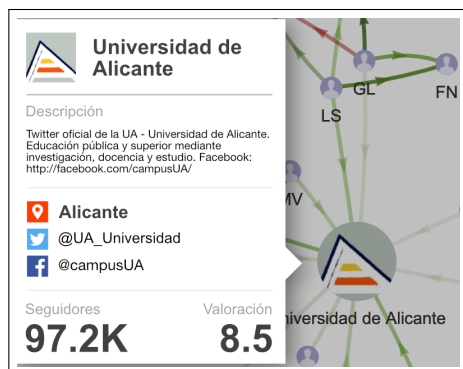 Universidad de
Alicante
Descripción
Twitter oficial de la UA - Universidad de Alicante.
Educación pública y superior mediante
investigación, docencia y estudio. Facebook:
http://facebook.com/campusUA/
Alicante
@UA_Universidad
@campusUA
Seguidores
Valoración
97.2K
8.5
GL
FN
LS
MV
niversidad de Alicante